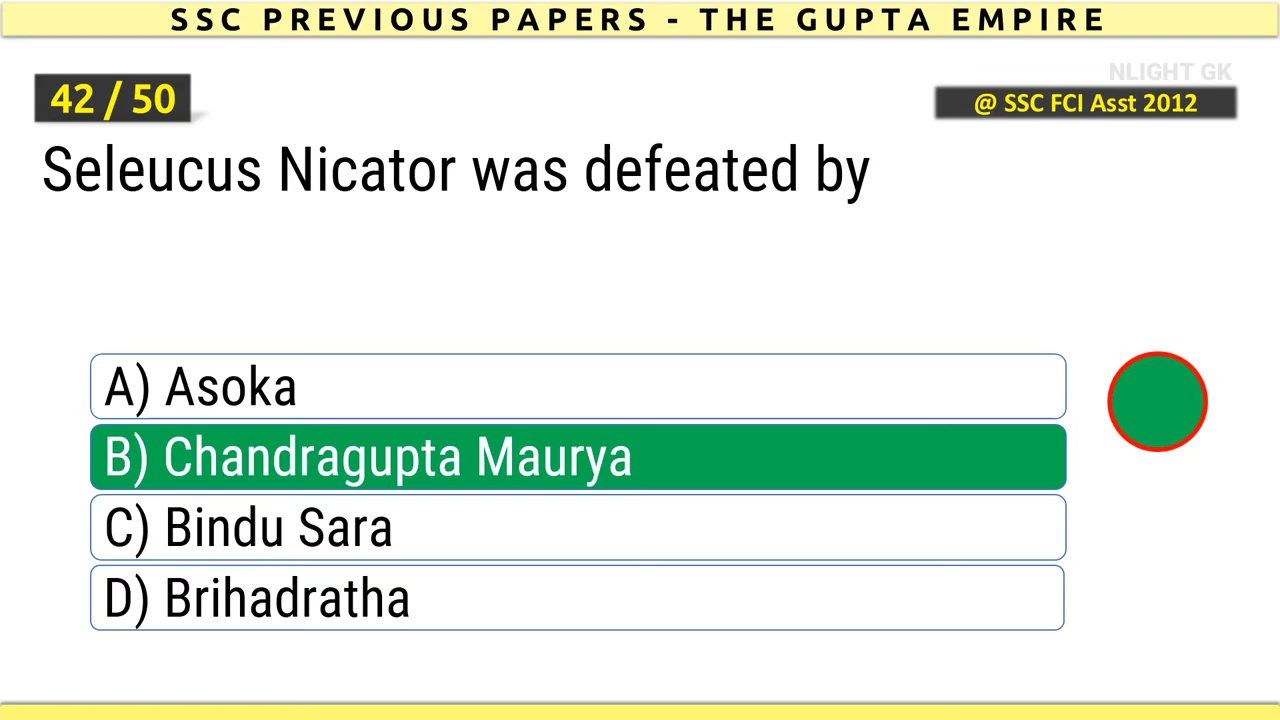 SSC PREVIOUS PAPERS - THE GUPTA EMPIRE
NLIGHT GK
42 / 50
@ SSC FCI Asst 2012
Seleucus Nicator was defeated by
A) Asoka
B) Chandragupta Maurya
C) Bindu Sara
D) Brihadratha